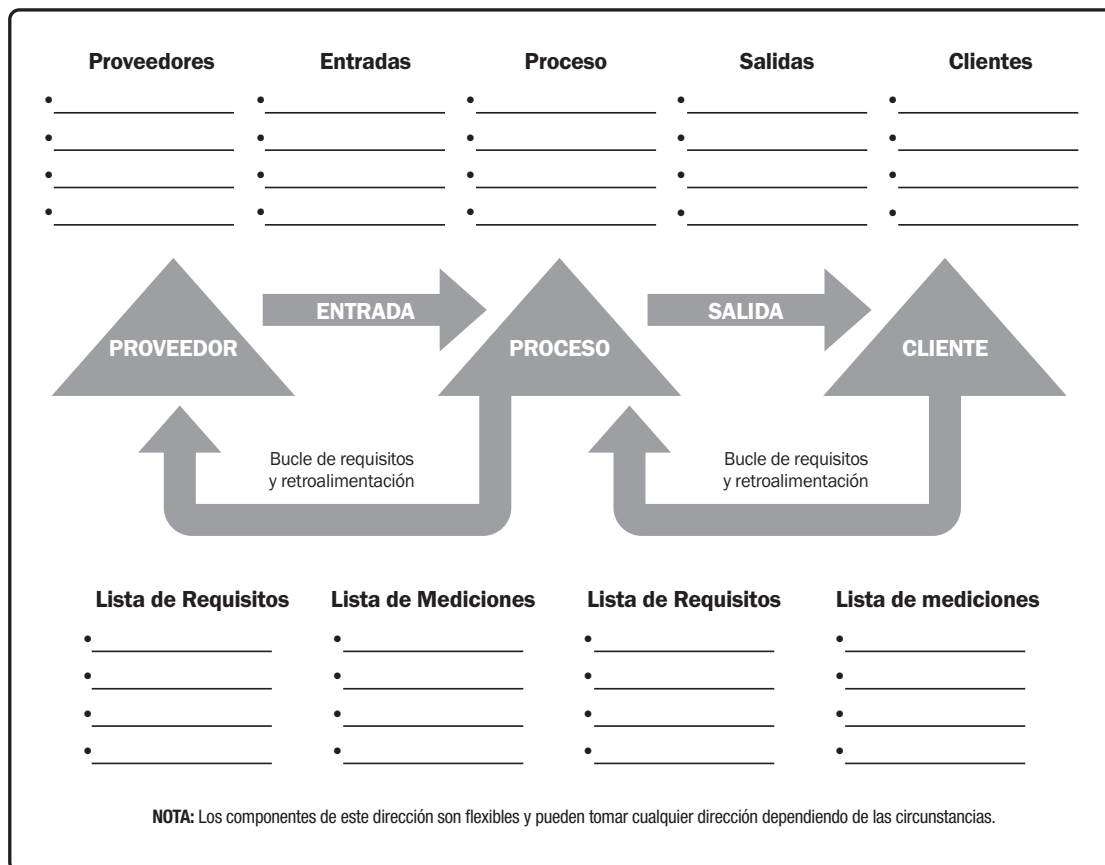 Proveedores Entradas Proceso Salidas Clientes
PROVEEDOR ENTRADA PROCESO SALIDA CLIENTE
Bucle de requisitos
y retroalimentación
Bucle de requisitos
y retroalimentación
Lista de Requisitos Lista de Mediciones Lista de Requisitos Lista de mediciones
NOTA: Los componentes de este dirección son flexibles y pueden tomar cualquier dirección dependiendo de las circunstancias.